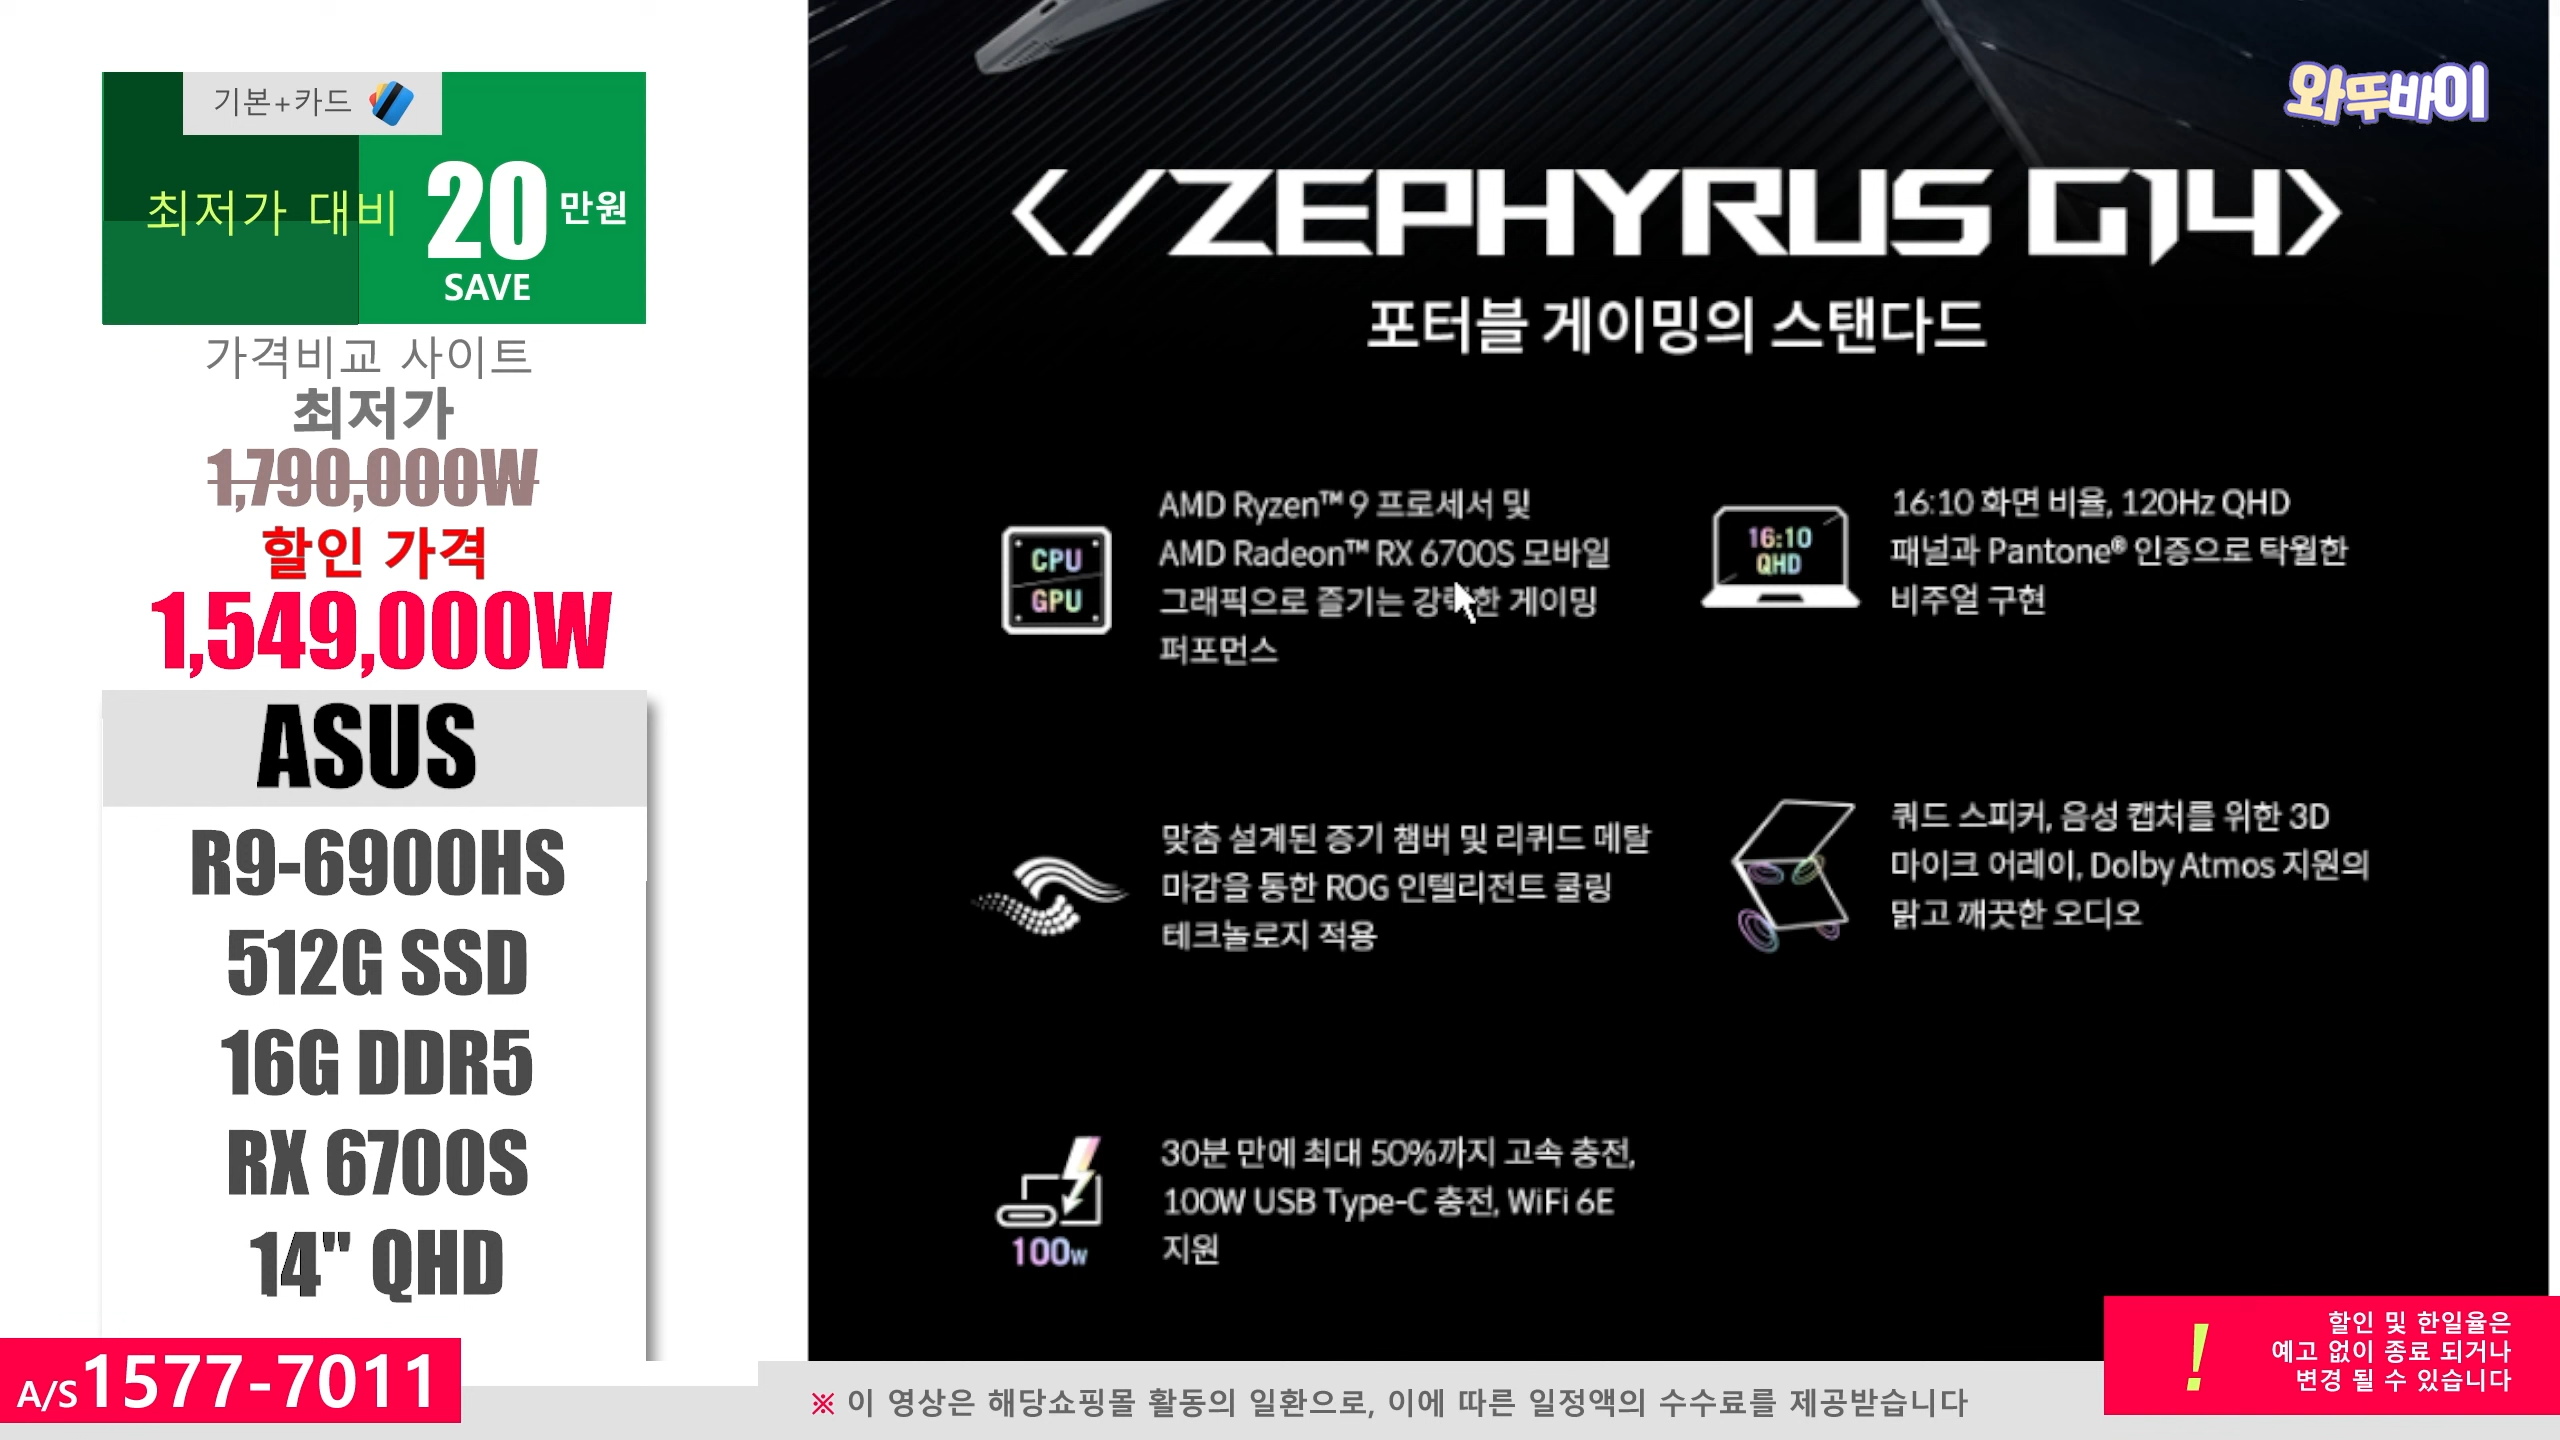 기본+카드
최저가 대비 20만원
SAVE
가격비교 사이트
최저가
1,790,000W
할인 가격
1,549,000W
ASUS
R9-6900HS
512G SSD
16G DDR5
RX 6700S
14" QHD
A/S 1577-7011
와뚜바이
</ZEPHYRUS G14>
포터블 게이밍의 스탠다드
CPU
GPU
AMD Ryzen™ 9 프로세서 및
AMD Radeon™ RX 6700S 모바일
그래픽으로 즐기는 강력한 게이밍
퍼포먼스
16:10
QHD
16:10 화면 비율, 120Hz QHD
패널과 Pantone® 인증으로 탁월한
비주얼 구현
맞춤 설계된 증기 챔버 및 리퀴드 메탈
마감을 통한 ROG 인텔리전트 쿨링
테크놀로지 적용
쿼드 스피커, 음성 캡처를 위한 3D
마이크 어레이, Dolby Atmos 지원의
맑고 깨끗한 오디오
100W
30분 만에 최대 50%까지 고속 충전,
100W USB Type-C 충전, WiFi 6E
지원
! 할인 및 한일율은
예고 없이 종료 되거나
변경 될 수 있습니다
※ 이 영상은 해당쇼핑몰 활동의 일환으로, 이에 따른 일정액의 수수료를 제공받습니다